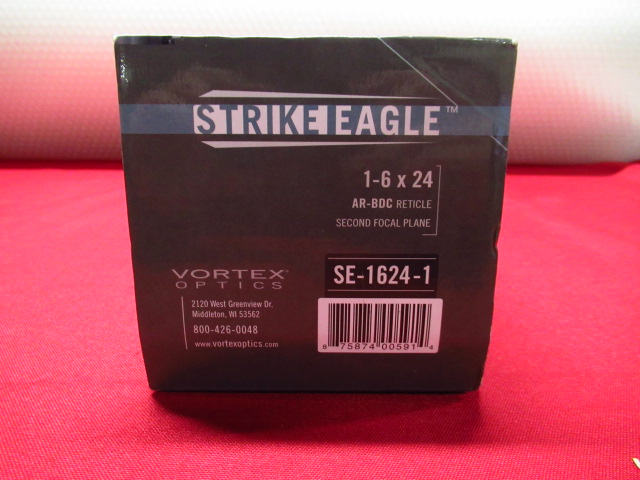 STRIKE EAGLE™
1-6 x 24
AR-BDC RETICLE
SECOND FOCAL PLANE
VORTEX®
OPTICS
SE-1624-1
2120 West Greenview Dr.
Middleton, WI 53562
800-426-0048
www.vortexoptics.com
8 75874 00591 4